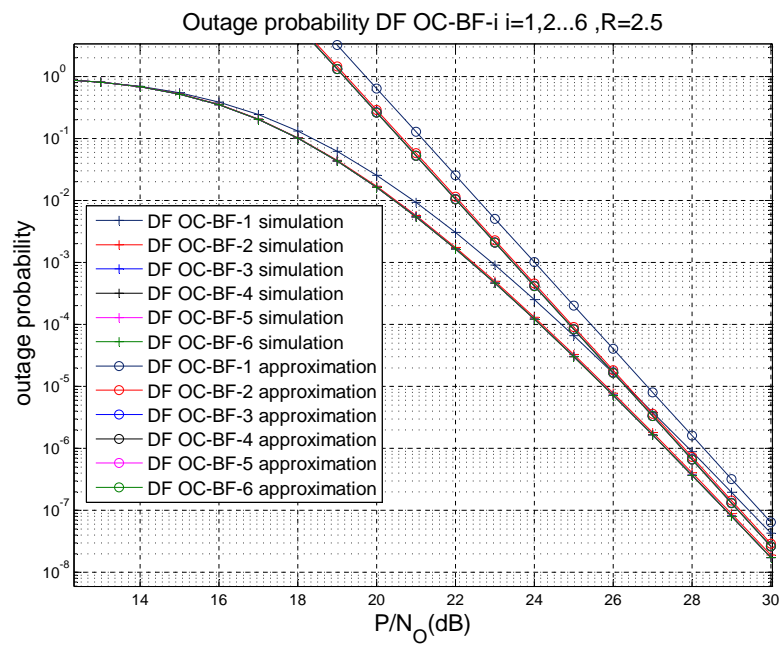 Outage probability DF OC-BF-i i=1,2...6 ,R=2.5
10^0
10^-1
10^-2
10^-3
10^-4
10^-5
10^-6
10^-7
10^-8
outage probability
DF OC-BF-1 simulation
DF OC-BF-2 simulation
DF OC-BF-3 simulation
DF OC-BF-4 simulation
DF OC-BF-5 simulation
DF OC-BF-6 simulation
DF OC-BF-1 approximation
DF OC-BF-2 approximation
DF OC-BF-3 approximation
DF OC-BF-4 approximation
DF OC-BF-5 approximation
DF OC-BF-6 approximation
14 16 18 20 22 24 26 28 30
P/N_O(dB)